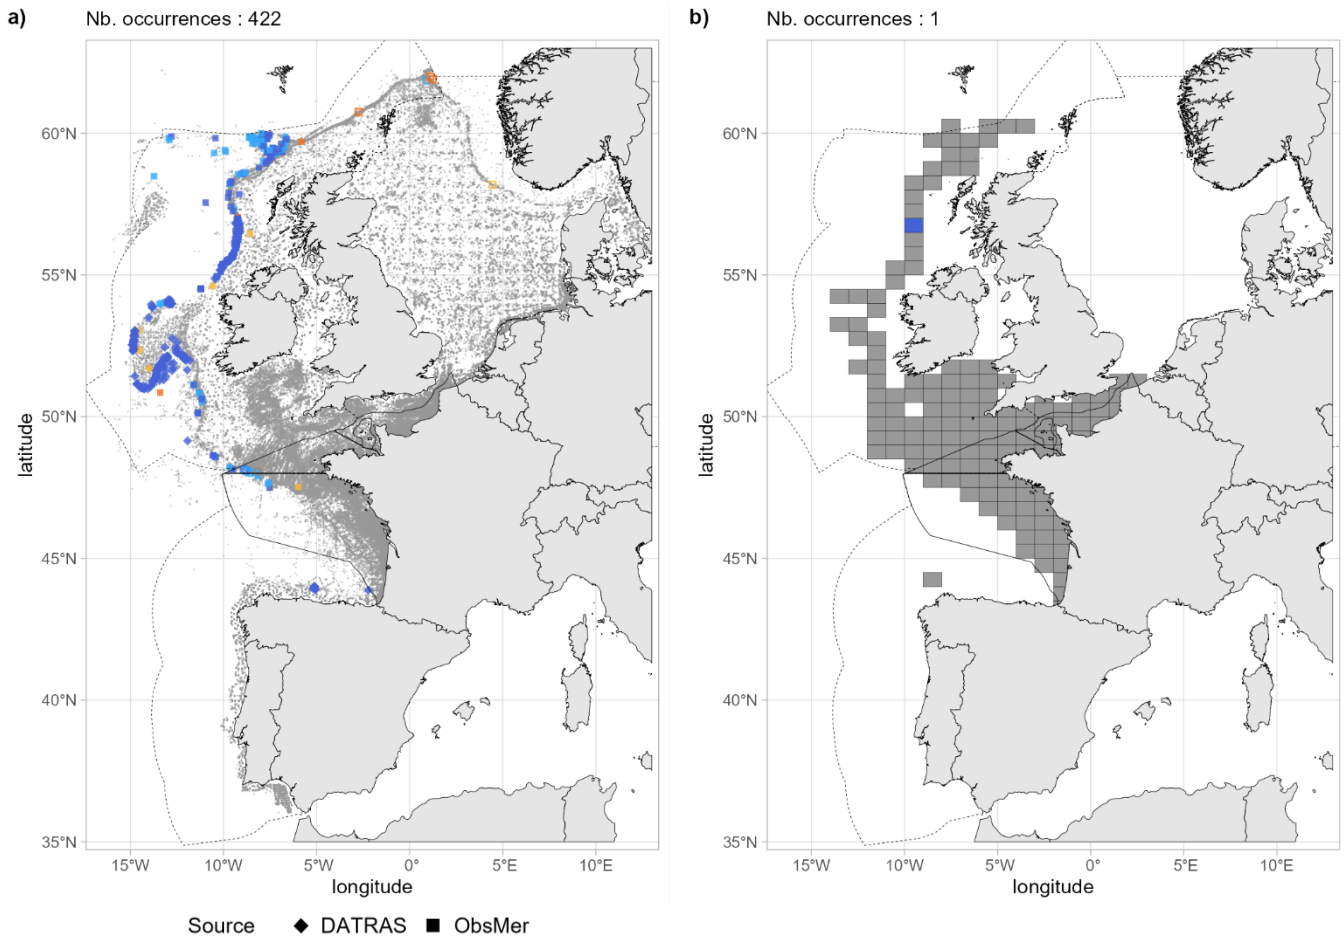 a)
Nb. occurrences : 422
b)
Nb. occurrences : 1
60°N
55°N
50°N
45°N
40°N
35°N
latitude
15°W
10°W
5°W
0°
5°E
10°E
longitude
60°N
55°N
50°N
45°N
40°N
35°N
latitude
15°W
10°W
5°W
0°
5°E
10°E
longitude
Source DATRAS ObsMer